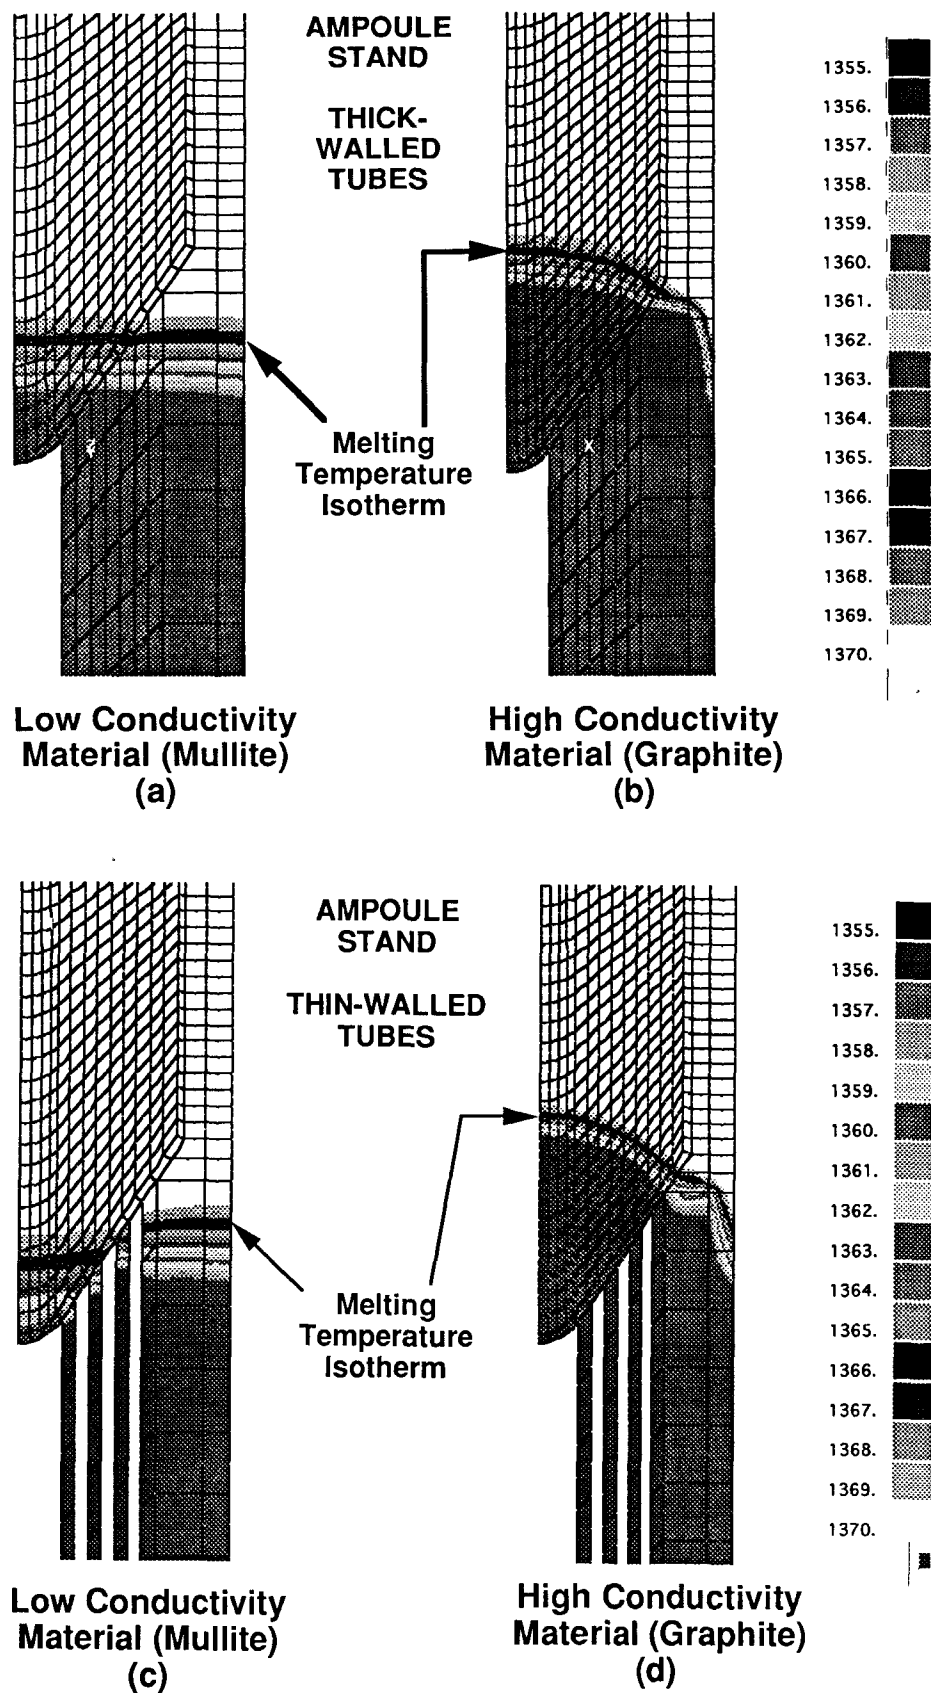 AMPOULE
STAND
THICK-
WALLED
TUBES
1355.
1356.
1357.
1358.
1359.
1360.
1361.
1362.
1363.
1364.
1365.
1366.
1367.
1368.
1369.
1370.
Melting
Temperature
Isotherm
X
Low Conductivity
Material (Mullite)
(a)
High Conductivity
Material (Graphite)
(b)
AMPOULE
STAND
THIN-WALLED
TUBES
1355.
1356.
1357.
1358.
1359.
1360.
1361.
1362.
1363.
1364.
1365.
1366.
1367.
1368.
1369.
1370.
Melting
Temperature
Isotherm
Low Conductivity
Material (Mullite)
(c)
High Conductivity
Material (Graphite)
(d)